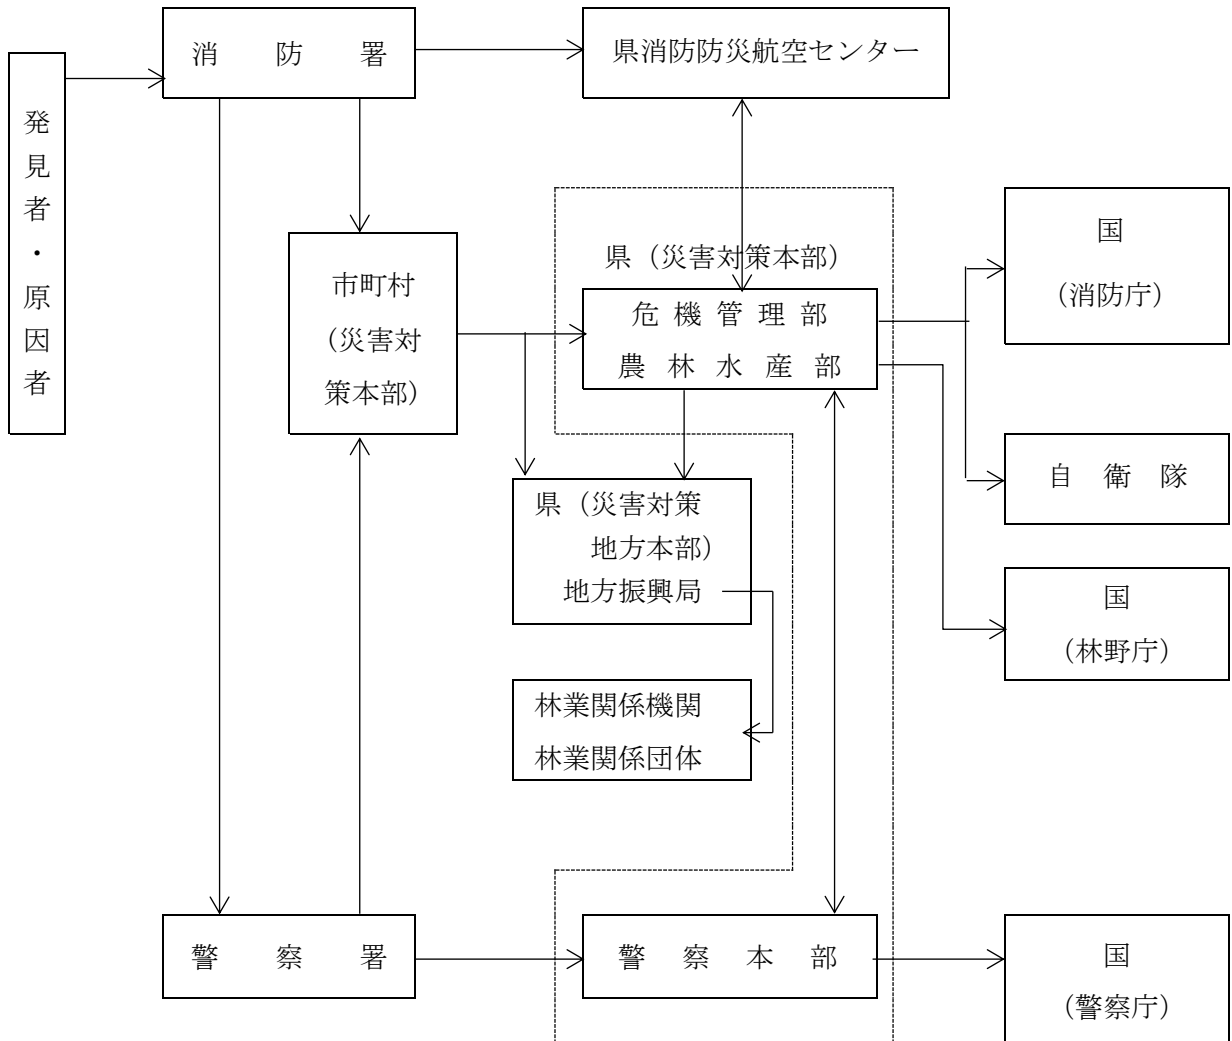 消防署
県消防防災航空センター
発見者・原因者
国
(消防庁)
県(災害対策本部)
市町村
(災害対
策本部)
危機管理部
農林水産部
自衛隊
県(災害対策
地方本部)
地方振興局
国
(林野庁)
林業関係機関
林業関係団体
警察署
警察本部
国
(警察庁)